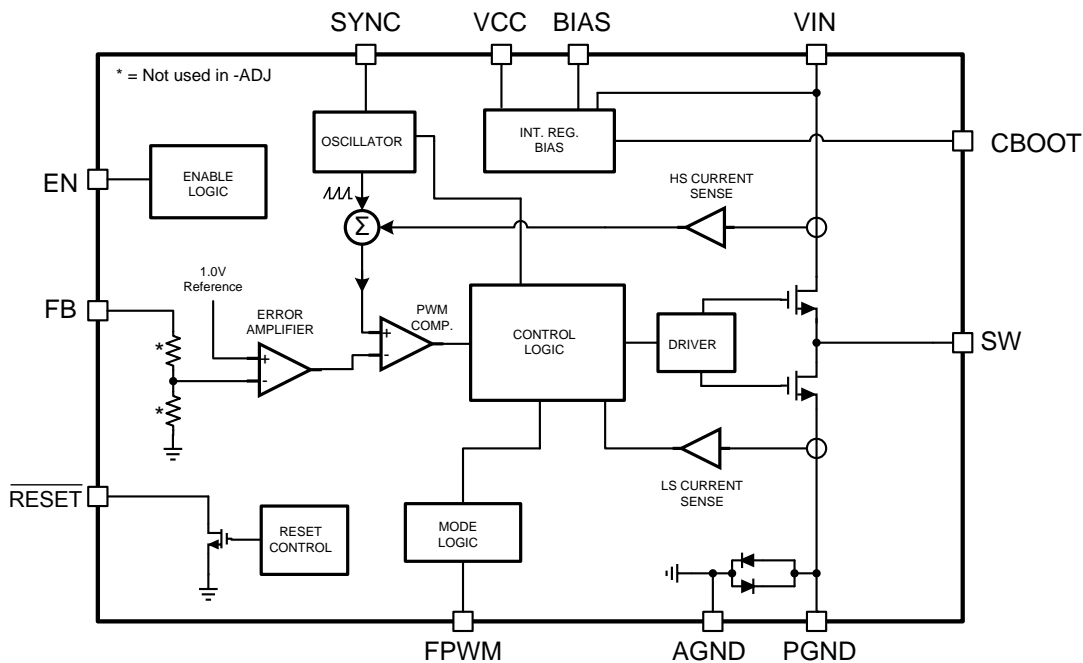 SYNC
VCC
BIAS
VIN
* = Not used in -ADJ
OSCILLATOR
INT. REG.
BIAS
CBOOT
EN
ENABLE
LOGIC
HS CURRENT
SENSE
Σ
1.0V
Reference
FB
ERROR
AMPLIFIER
PWM
COMP.
+
-
+
-
*
*
CONTROL
LOGIC
DRIVER
SW
LS CURRENT
SENSE
RESET
RESET
CONTROL
MODE
LOGIC
FPWM
AGND
PGND